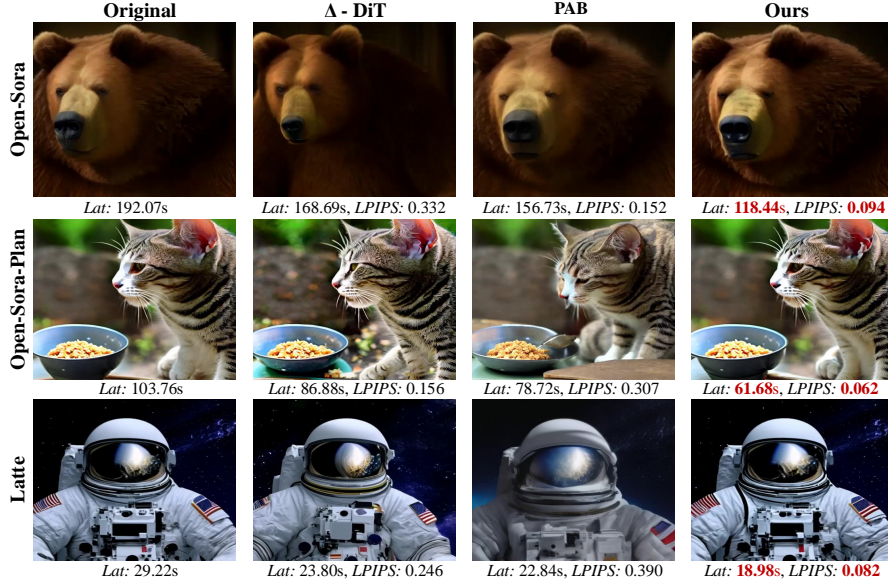 Original Δ - DiT PAB Ours
Open-Sora
Lat: 192.07s Lat: 168.69s, LPIPS: 0.332 Lat: 156.73s, LPIPS: 0.152 Lat: 118.44s, LPIPS: 0.094
Open-Sora-Plan
Lat: 103.76s Lat: 86.88s, LPIPS: 0.156 Lat: 78.72s, LPIPS: 0.307 Lat: 61.68s, LPIPS: 0.062
Latte
Lat: 29.22s Lat: 23.80s, LPIPS: 0.246 Lat: 22.84s, LPIPS: 0.390 Lat: 18.98s, LPIPS: 0.082